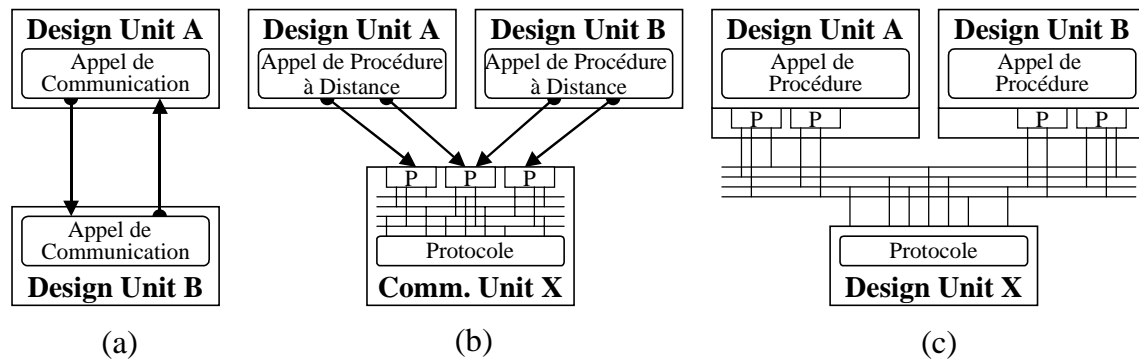 Design Unit A
Appel de
Communication
Appel de
Communication
Design Unit B
(a)
Design Unit A
Appel de Procédure
à Distance
Design Unit B
Appel de Procédure
à Distance
P
P
P
Protocole
Comm. Unit X
(b)
Design Unit A
Appel de
Procédure
P
P
Design Unit B
Appel de
Procédure
P
P
Protocole
Design Unit X
(c)